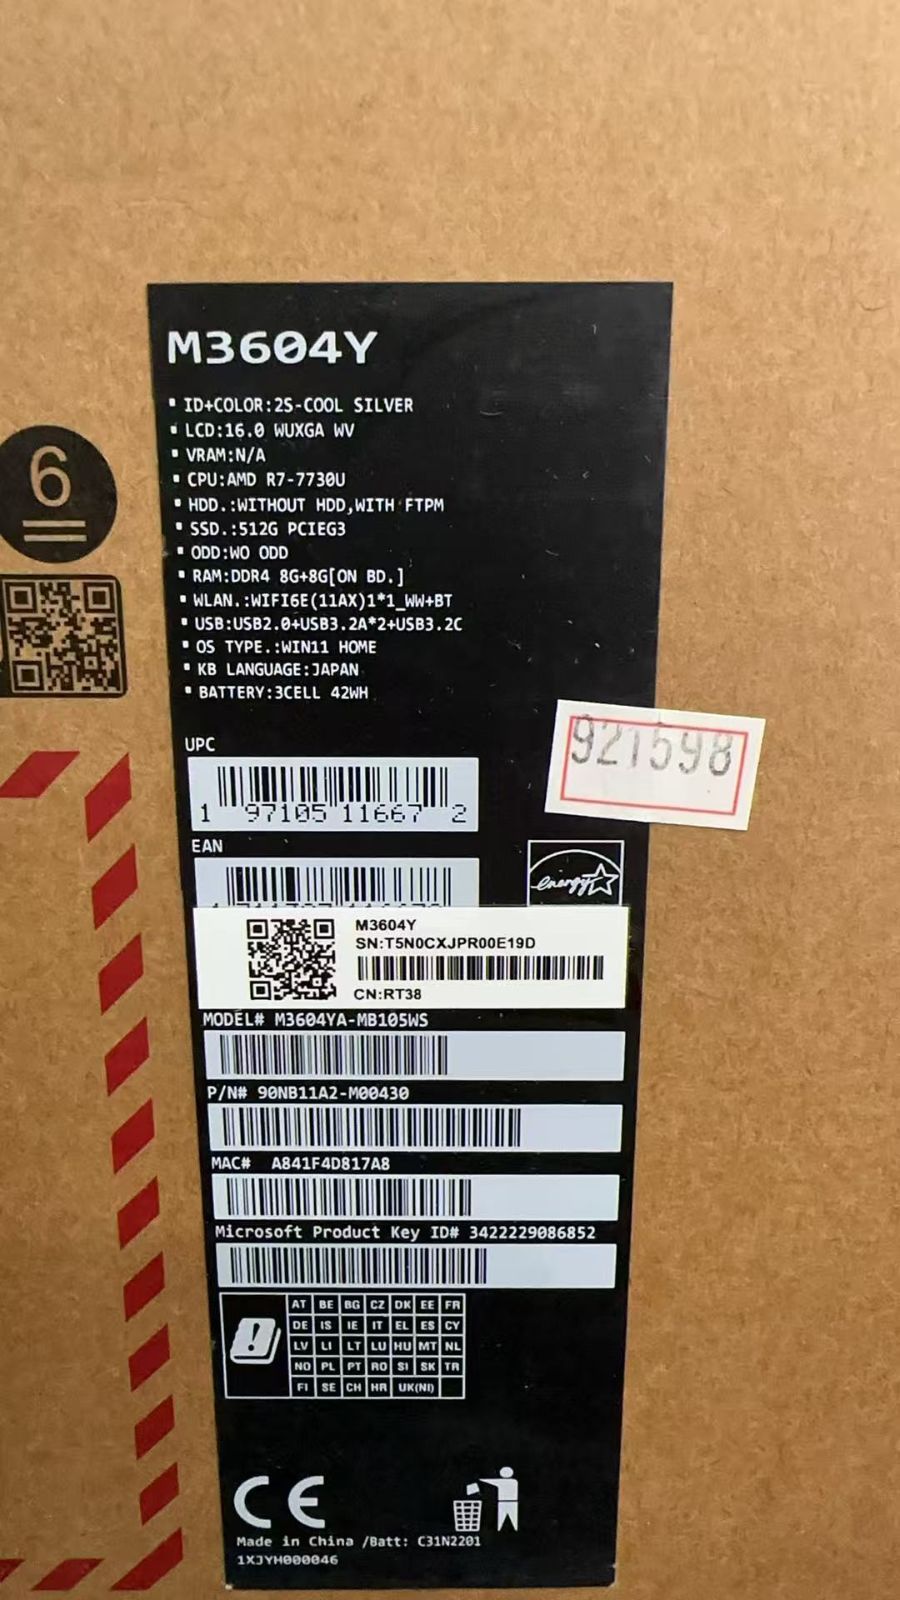 M3604Y
ID+COLOR:2S-COOL SILVER
LCD:16.0 WUXGA WV
VRAM:N/A
CPU:AMD R7-7730U
HDD.:WITHOUT HDD,WITH FTPM
SSD.:512G PCIEG3
ODD:WO ODD
RAM:DDR4 8G+8G[ON BD.]
WLAN.:WIFI6E(11AX)1*1_WW+BT
USB:USB2.0+USB3.2A*2+USB3.2C
OS TYPE.:WIN11 HOME
KB LANGUAGE:JAPAN
BATTERY:3CELL 42WH
6
921598
UPC
1 97105 11667 2
EAN
energy
M3604Y
SN:T5N0CXJPR00E19D
CN:RT38
MODEL# M3604YA-MB105WS
P/N# 90NB11A2-M00430
MAC# A841F4D817A8
Microsoft Product Key ID# 3422229086852
AT BE BG CZ DK EE FR
DE IS IE IT EL ES CY
LV LI LT LU HU MT NL
NO PL PT RO SI SK TR
FI SE CH HR UK(NI)
CE
Made in China /Batt: C31N2201
1XJYH000046